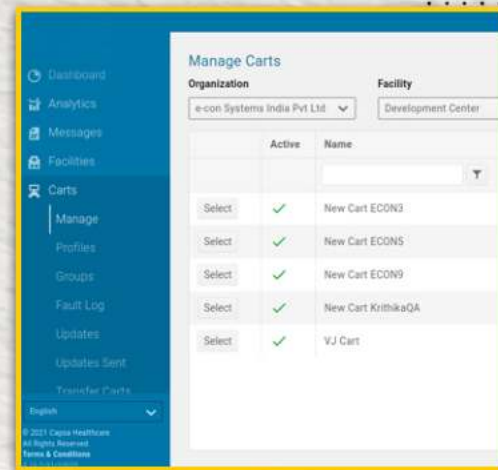 Dashboard
Analytics
Messages
Facilities
Carts
Manage
Profiles
Groups
Fault Log
Updates
Updates Sent
Transfer Carts
English
© 2021 Capsa Healthcare
All Rights Reserved
Terms & Conditions
Manage Carts
Organization Facility
e-con Systems India Pvt Ltd Development Center
Active Name
Select New Cart ECON3
Select New Cart ECON5
Select New Cart ECON9
Select New Cart KrithikaQA
Select VJ Cart